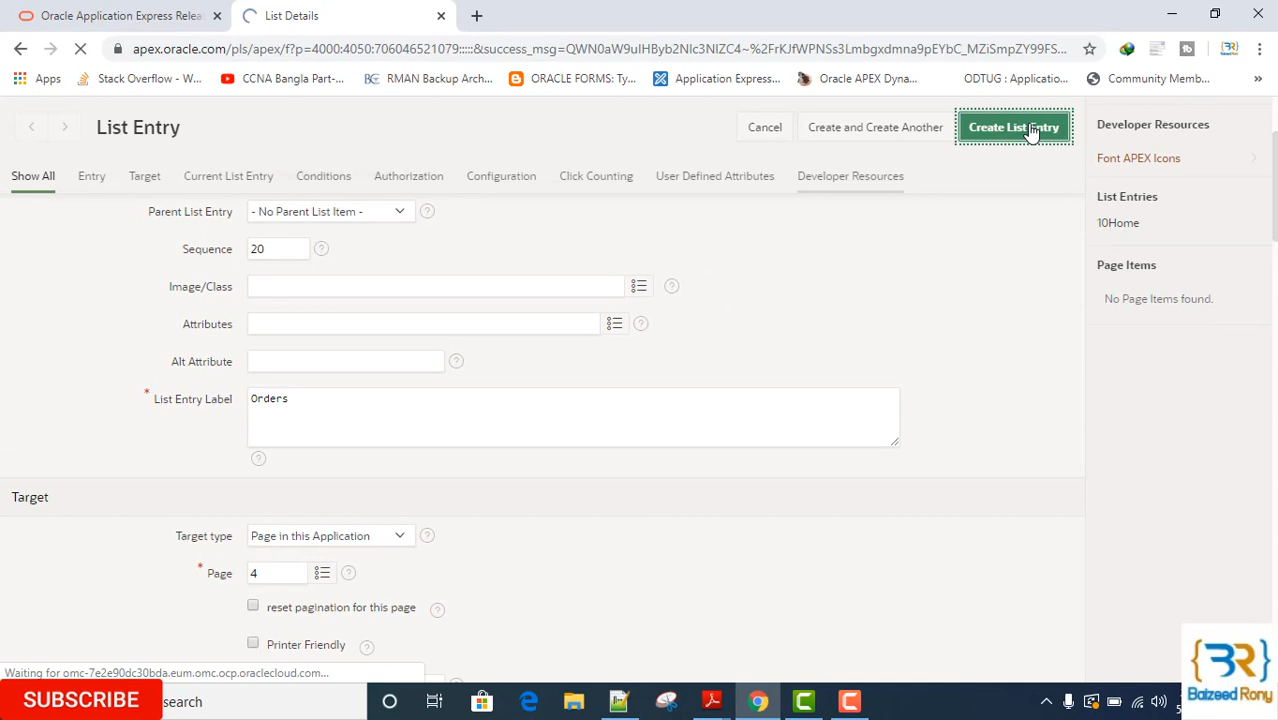 Oracle Application Express Relea
List Details
apex.oracle.com/pls/apex/f?p=4000:4050:706046521079:::::&success_msg=QWN0aW9uIHByb2Nlc3NlZC4~%2FrKJfWPNSs3Lmbgxdmna9pEYbC_MZiSmpZY99FS...
Apps
Stack Overflow - W...
CCNA Bangla Part-...
RMAN Backup Arch...
ORACLE FORMS: Ty...
Application Express...
Oracle APEX Dyna...
ODTUG : Applicatio...
Community Memb...
List Entry
Cancel
Create and Create Another
Create List Entry
Show All
Entry
Target
Current List Entry
Conditions
Authorization
Configuration
Click Counting
User Defined Attributes
Developer Resources
Parent List Entry
- No Parent List Item -
Sequence
20
Image/Class
Attributes
Alt Attribute
* List Entry Label
Orders
Target
Target type
Page in this Application
* Page
4
reset pagination for this page
Printer Friendly
Developer Resources
Font APEX Icons
List Entries
10Home
Page Items
No Page Items found.
Waiting for omc-7e2e90dc30bda.eum.omc.ocp.oraclecloud.com...
SUBSCRIBE
search
BR
Baizeed Rony